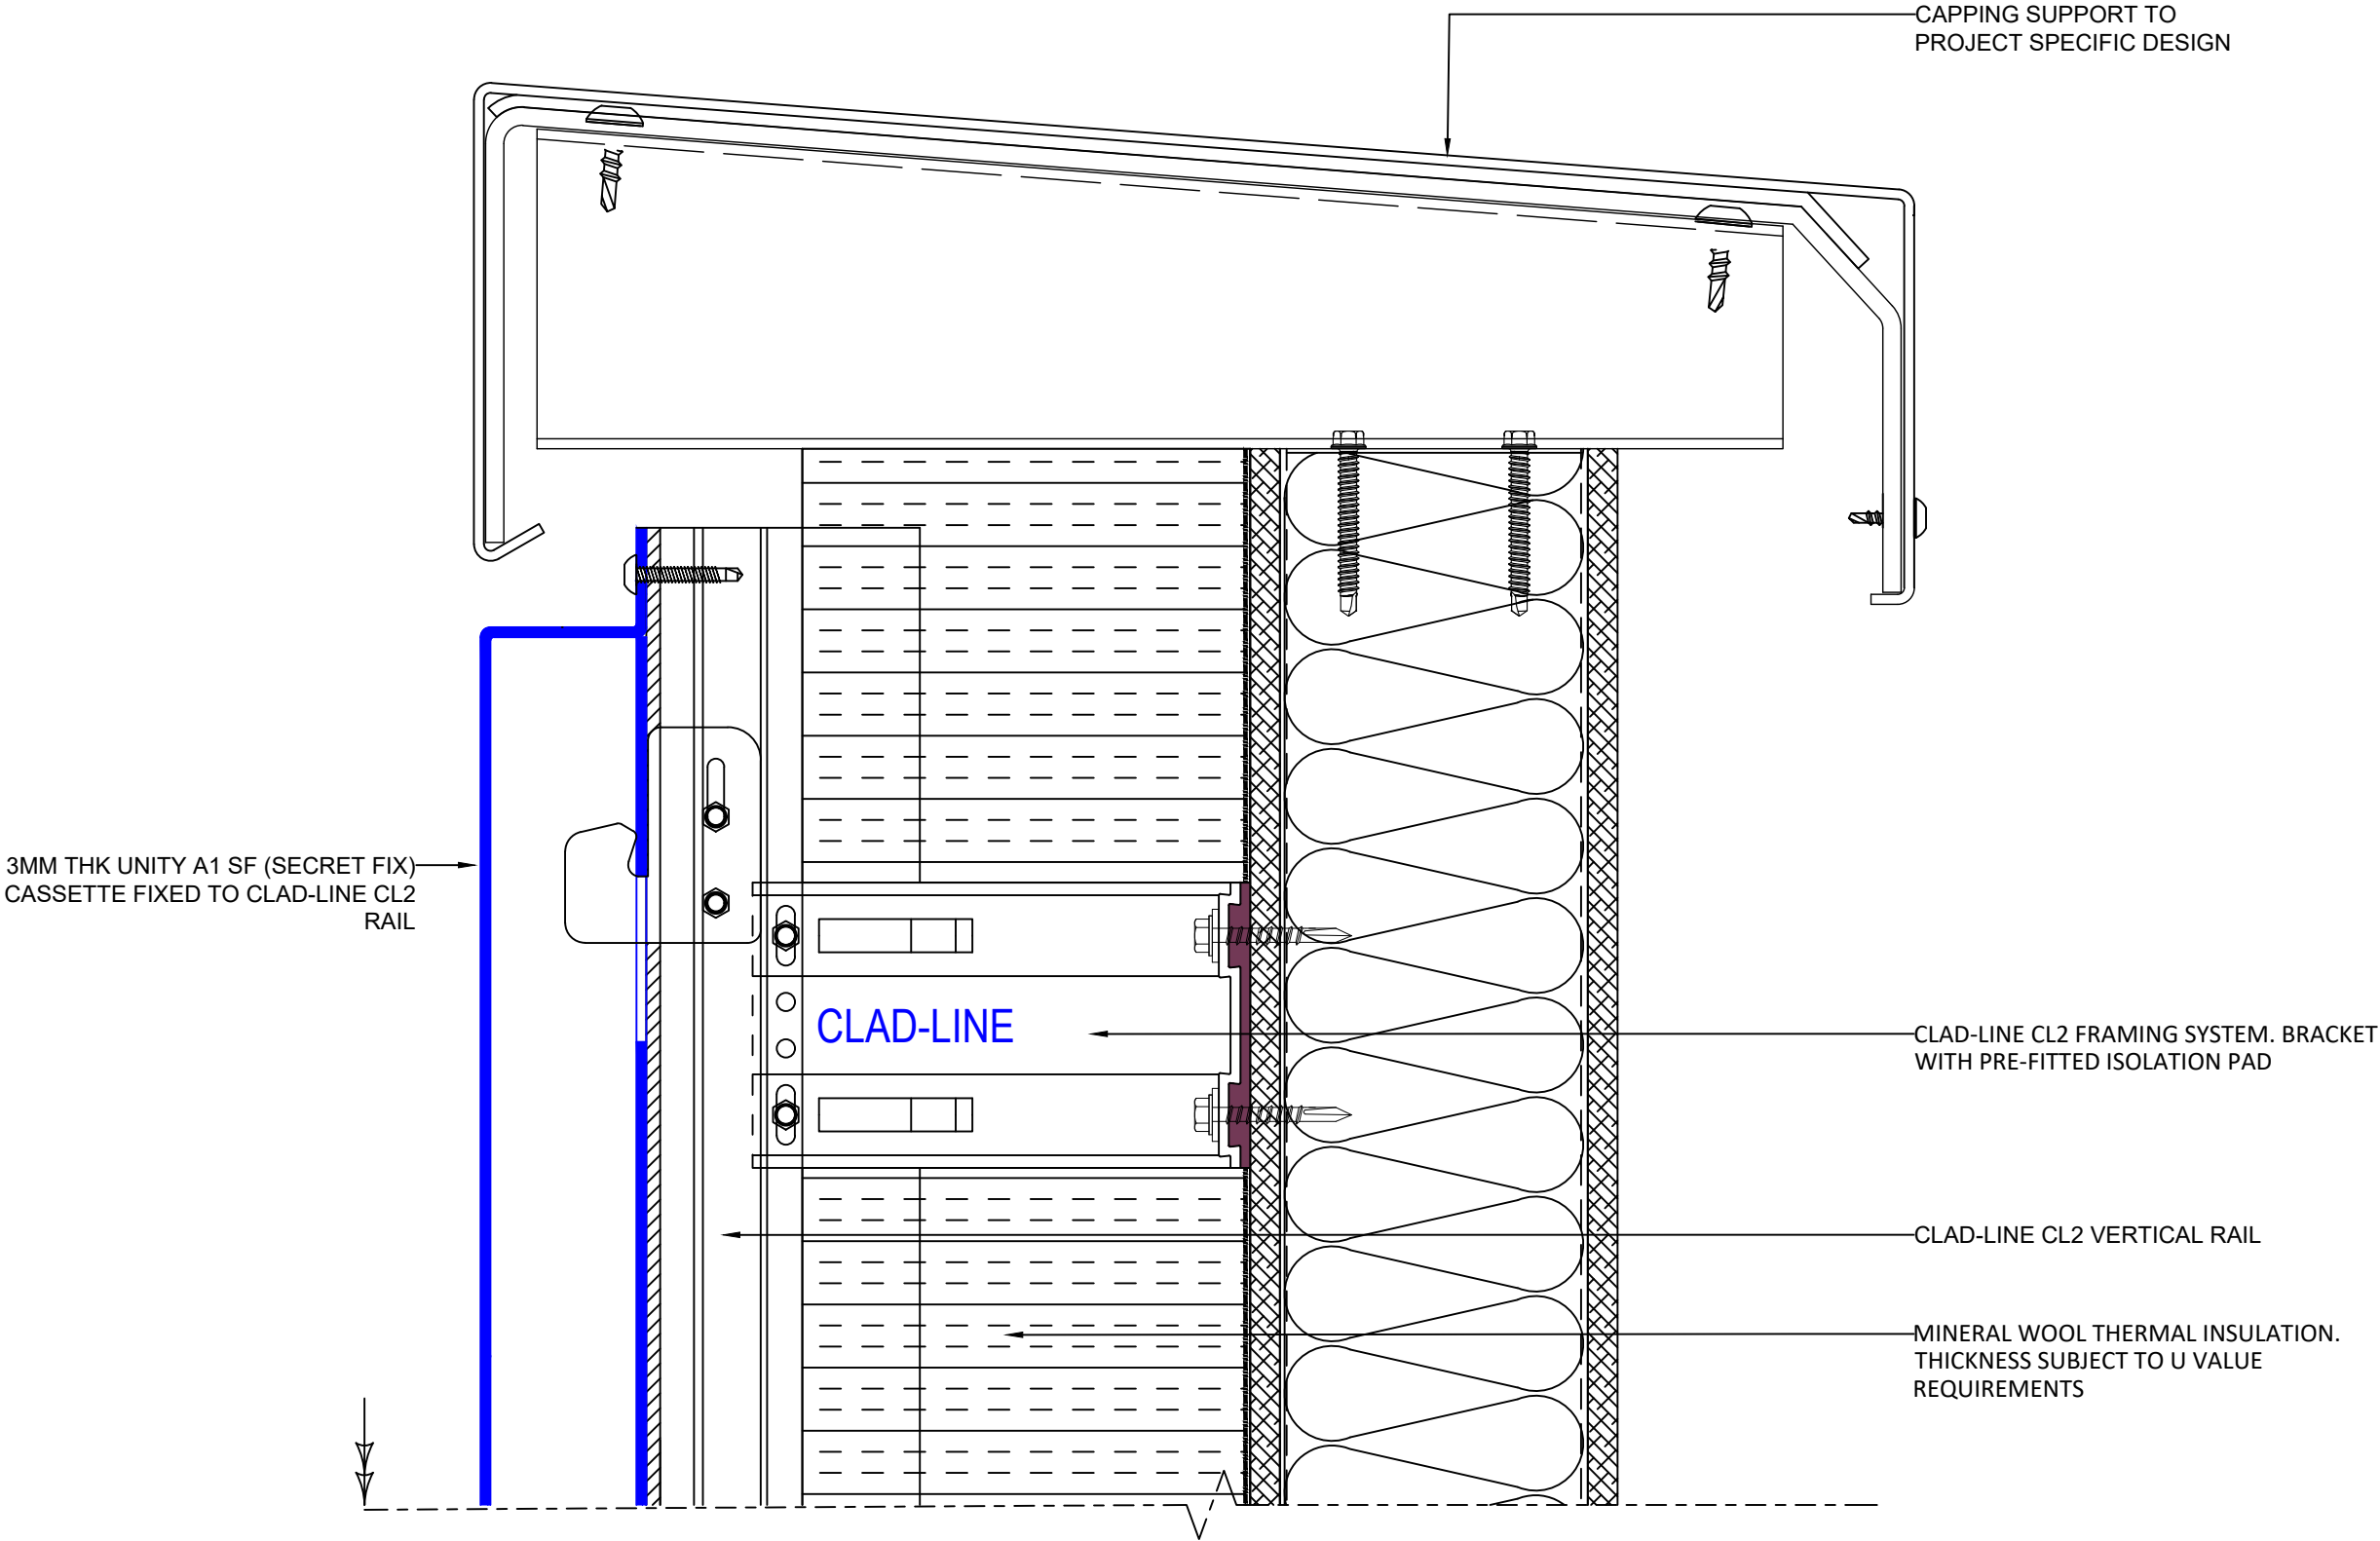 CAPPING SUPPORT TO
PROJECT SPECIFIC DESIGN
3MM THK UNITY A1 SF (SECRET FIX)
CASSETTE FIXED TO CLAD-LINE CL2
RAIL
CLAD-LINE
CLAD-LINE CL2 FRAMING SYSTEM. BRACKET
WITH PRE-FITTED ISOLATION PAD
CLAD-LINE CL2 VERTICAL RAIL
MINERAL WOOL THERMAL INSULATION.
THICKNESS SUBJECT TO U VALUE
REQUIREMENTS